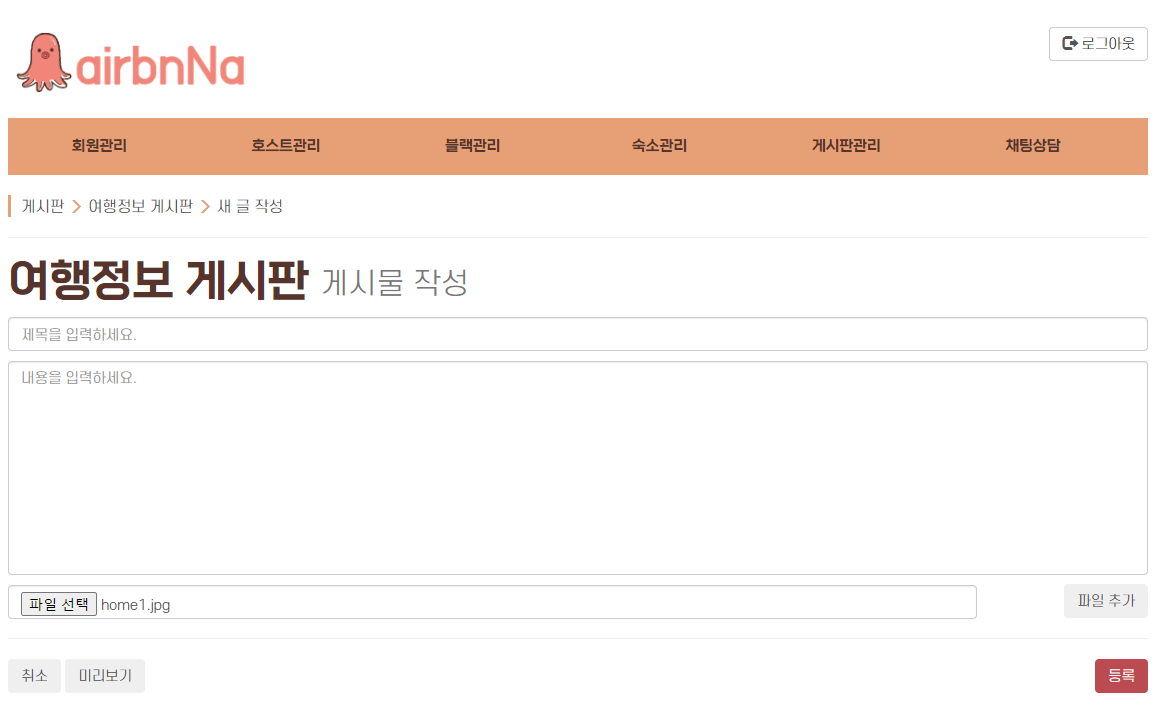 airbnNa
로그아웃
회원관리 호스트관리 블랙관리 숙소관리 게시판관리 채팅상담
게시판 > 여행정보 게시판 > 새 글 작성
여행정보 게시판 게시물 작성
제목을 입력하세요.
내용을 입력하세요.
파일 선택 home1.jpg 파일 추가
취소 미리보기 등록